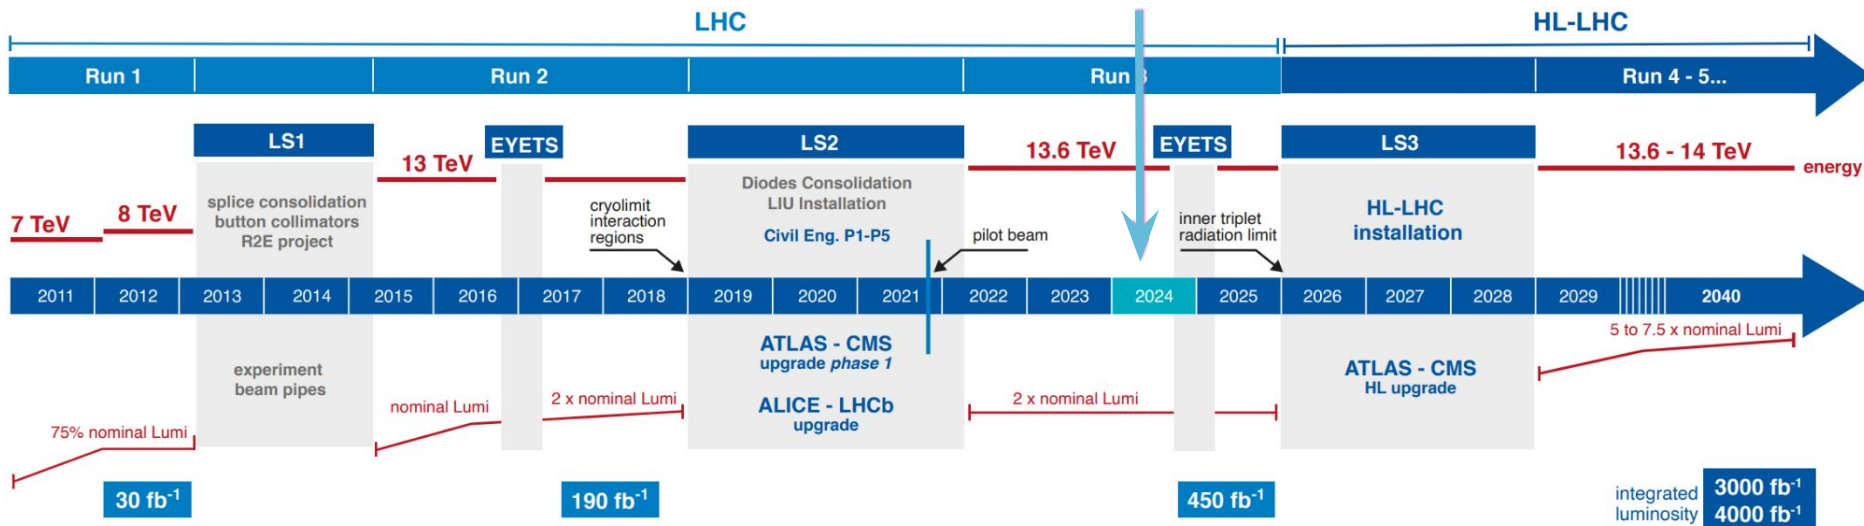 LHC
HL-LHC
Run 1
Run 2
Run 3
Run 4 - 5...
LS1
EYETS
LS2
EYETS
LS3
13 TeV
13.6 TeV
13.6 - 14 TeV
energy
7 TeV
8 TeV
splice consolidation
button collimators
R2E project
cryolimit
interaction
regions
Diodes Consolidation
LIU Installation
Civil Eng. P1-P5
pilot beam
inner triplet
radiation limit
HL-LHC
installation
2011
2012
2013
2014
2015
2016
2017
2018
2019
2020
2021
2022
2023
2024
2025
2026
2027
2028
2029
2040
experiment
beam pipes
ATLAS - CMS
upgrade phase 1
ALICE - LHCb
upgrade
ATLAS - CMS
HL upgrade
5 to 7.5 x nominal Lumi
75% nominal Lumi
nominal Lumi
2 x nominal Lumi
2 x nominal Lumi
30 fb⁻¹
190 fb⁻¹
450 fb⁻¹
integrated
luminosity
3000 fb⁻¹
4000 fb⁻¹